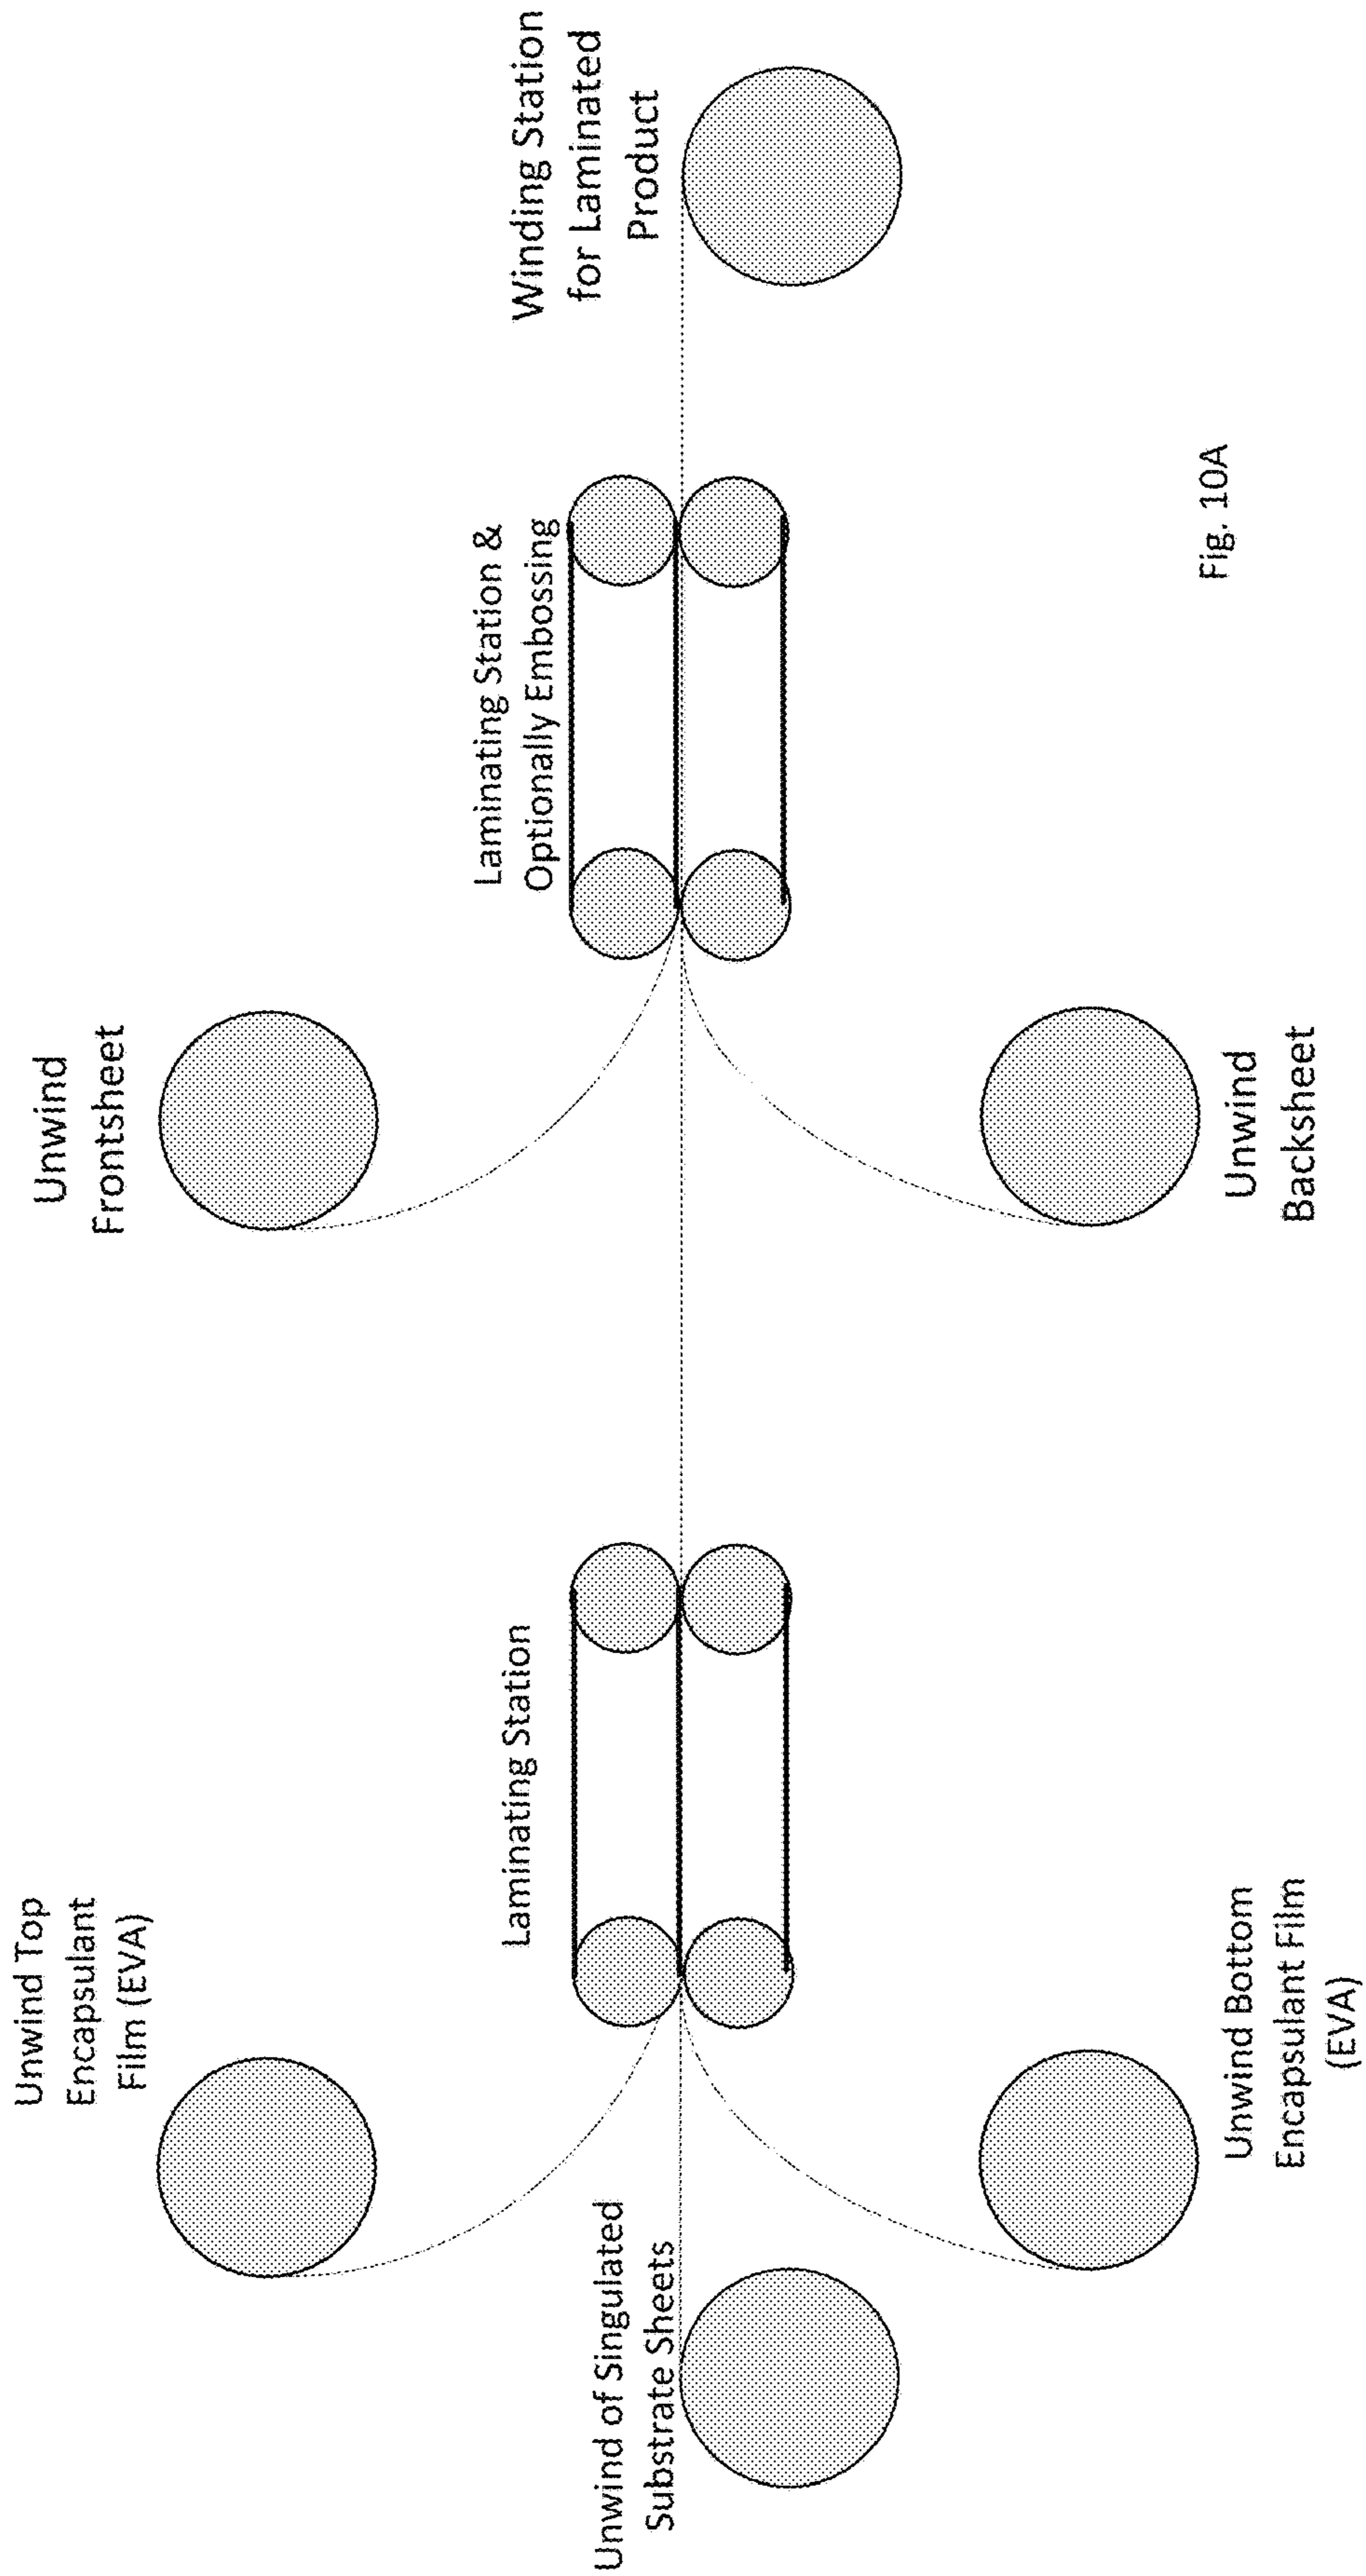 Unwind Top
Encapsulant
Film (EVA)
Unwind of Singulated
Substrate Sheets
Unwind Bottom
Encapsulant Film
(EVA)
Laminating Station
Unwind
Frontsheet
Unwind
Backsheet
Laminating Station &
Optionally Embossing
Winding Station
for Laminated
Product
Fig. 10A